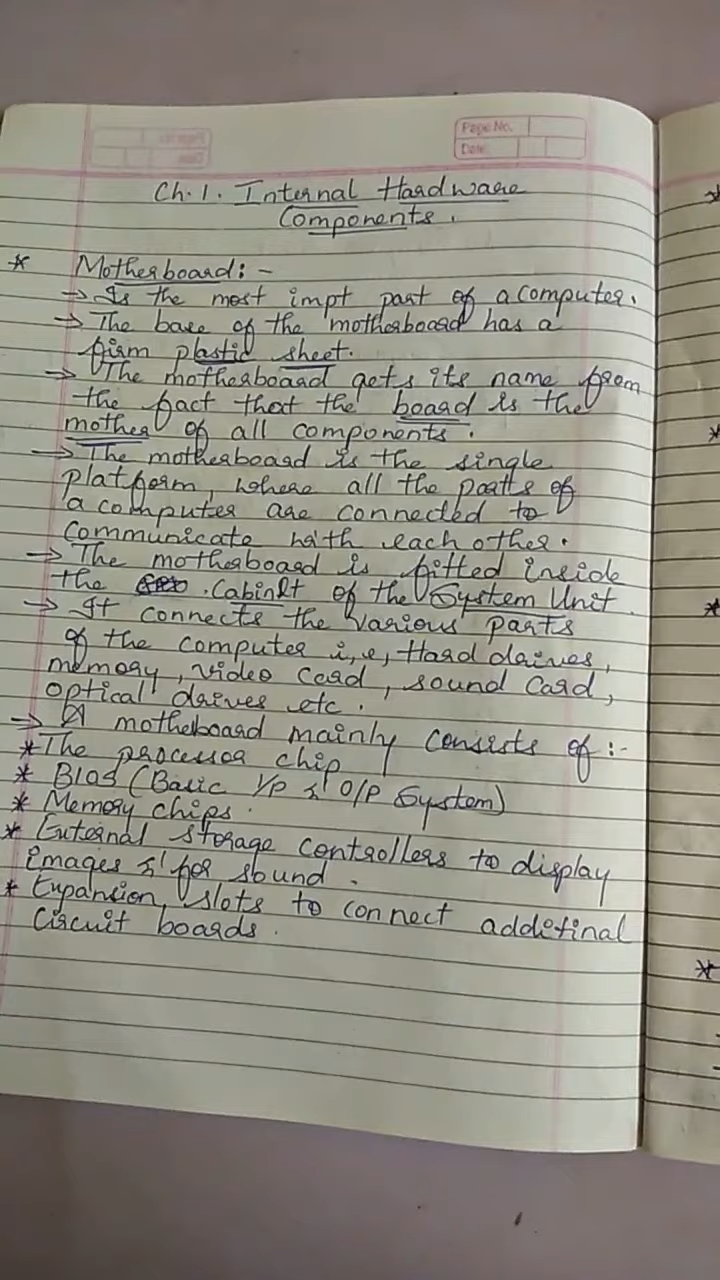 Page No.
Date:
Ch. 1. Internal Hardware
Components.
* Motherboard: -
→ Is the most impt part of a computer.
→ The base of the motherboard has a
firm plastic sheet.
→ The motherboard gets its name from
the fact that the board is the
mother of all components.
→ The motherboard is the single
platform, where all the parts of
a computer are connected to
communicate with each other.
→ The motherboard is fitted inside
the Cabinet of the System Unit.
→ It connects the various parts
of the computer i,e, Hard drives,
memory, video card, sound Card,
optical drives etc.
→ A motheboard mainly consists of :-
* The processor chip
* BIOS (Basic I/P & O/P System)
* Memory chips.
* External storage controllers to display
images & for sound.
* Expansion slots to connect additinal
Circuit boards.